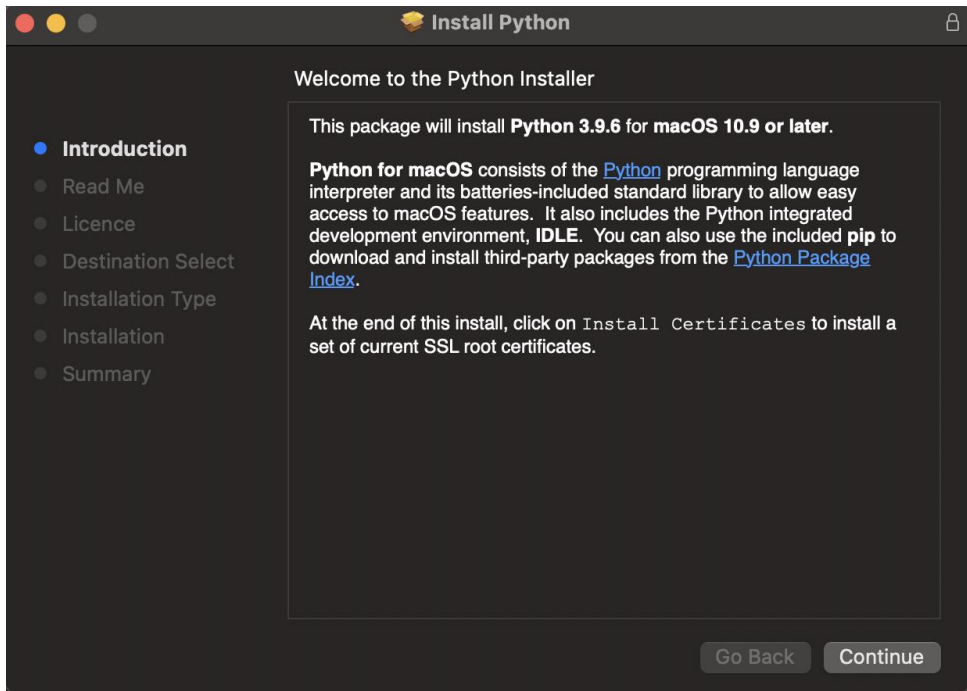 Install Python
Welcome to the Python Installer
Introduction
Read Me
Licence
Destination Select
Installation Type
Installation
Summary
This package will install Python 3.9.6 for macOS 10.9 or later.
Python for macOS consists of the Python programming language
interpreter and its batteries-included standard library to allow easy
access to macOS features.  It also includes the Python integrated
development environment, IDLE.  You can also use the included pip to
download and install third-party packages from the Python Package
Index.
At the end of this install, click on Install Certificates to install a
set of current SSL root certificates.
Go Back
Continue